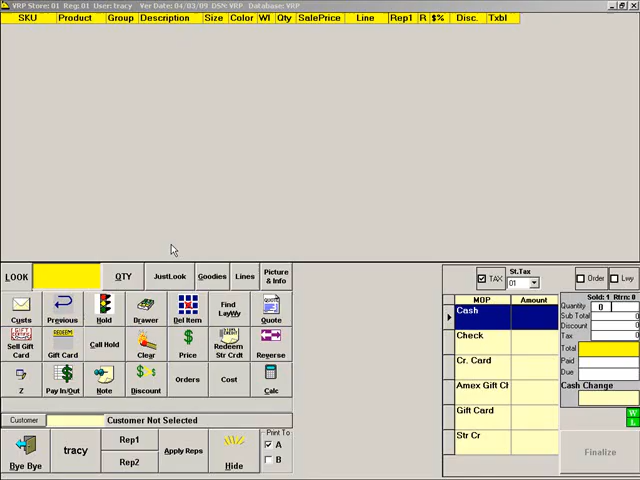 VRP Store: 01 Reg: 01 User: tracy Ver Date: 04/03/09 DSN: VRP Database: VRP
SKU Product Group Description Size Color WI Qty SalePrice Line Rep1 R $% Disc. Txbl
LOOK QTY JustLook Goodies Lines Picture & Info
Custs Previous Hold Drawer Del Item Find LayWy Quote
Sell Gift Card Gift Card Call Hold Clear Price Redeem Str Crdt Reverse
Z Pay In/Out Note Discount Orders Cost Calc
Customer Customer Not Selected
Bye Bye tracy Rep1 Rep2 Apply Reps Hide Print To A B
TAX St.Tax 01 Order Lwy
MOP Amount
Cash
Check
Cr. Card
Amex Gift Cl
Gift Card
Str Cr
Sold: 1 Rtrn: 0
Quantity 0
Sub Total 0
Discount: 0
Tax 0
Total
Paid
Due
Cash Change
W
L
Finalize